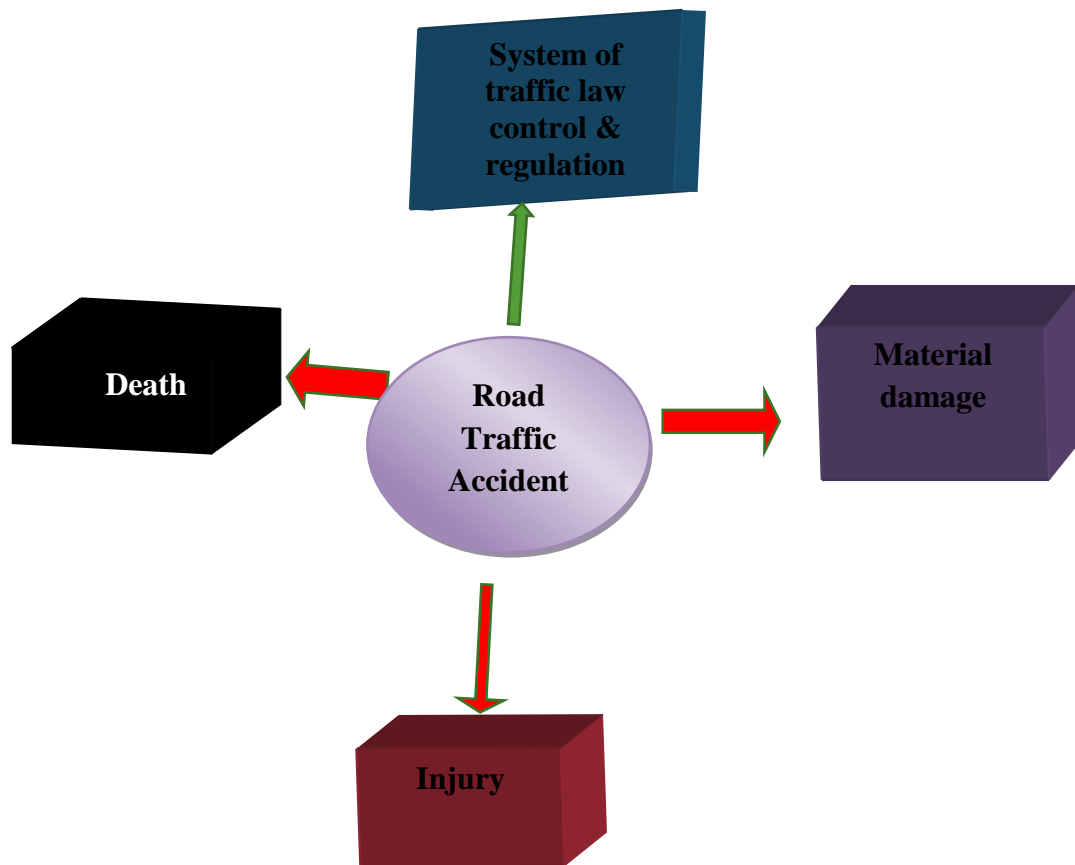 System of
traffic law
control &
regulation
Death
Road
Traffic
Accident
Material
damage
Injury